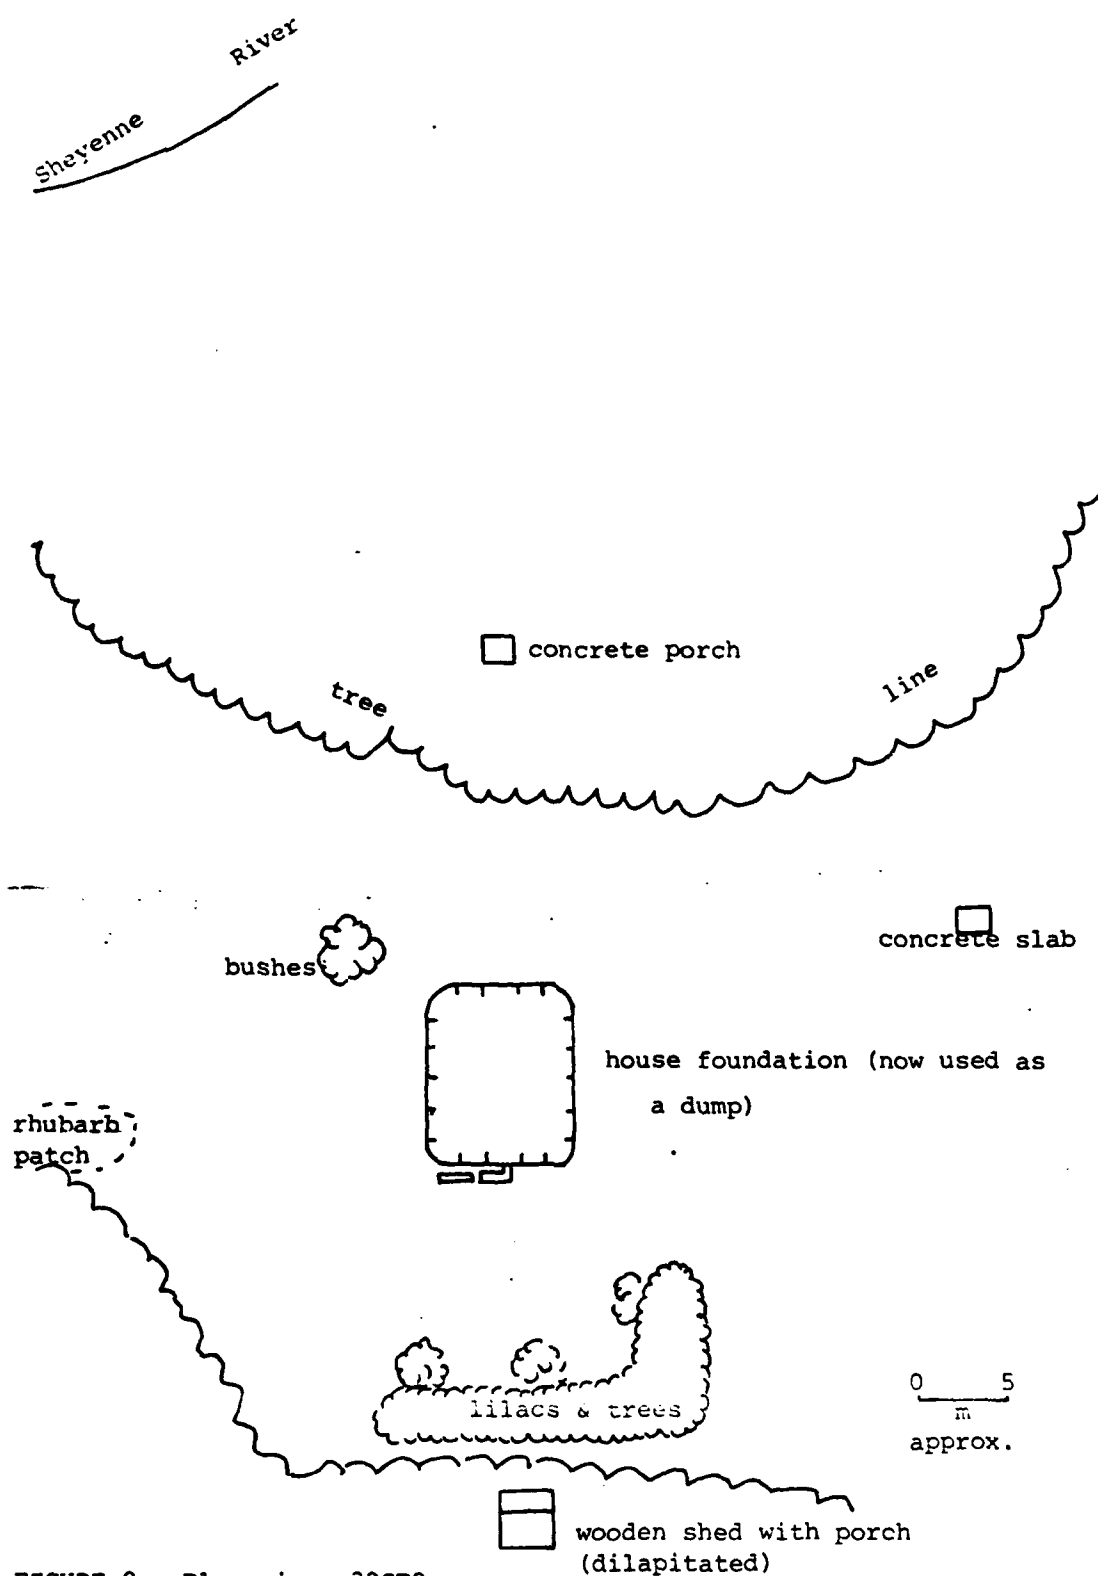 River
Sheyenne
concrete porch
tree
line
concrete slab
bushes
house foundation (now used as
a dump)
rhubarb
patch
lilacs & trees
0 5
m
approx.
wooden shed with porch
(dilapitated)
FIGURE